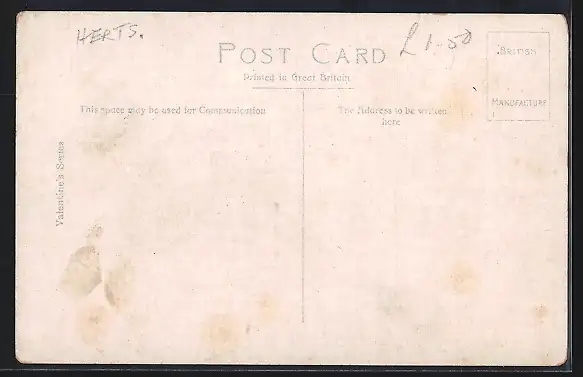 HERTS.
£1-50
POST CARD
Printed in Great Britain
This space may be used for Communication
The Address to be written
here
BRITISH
MANUFACTURE
Valentine's Series